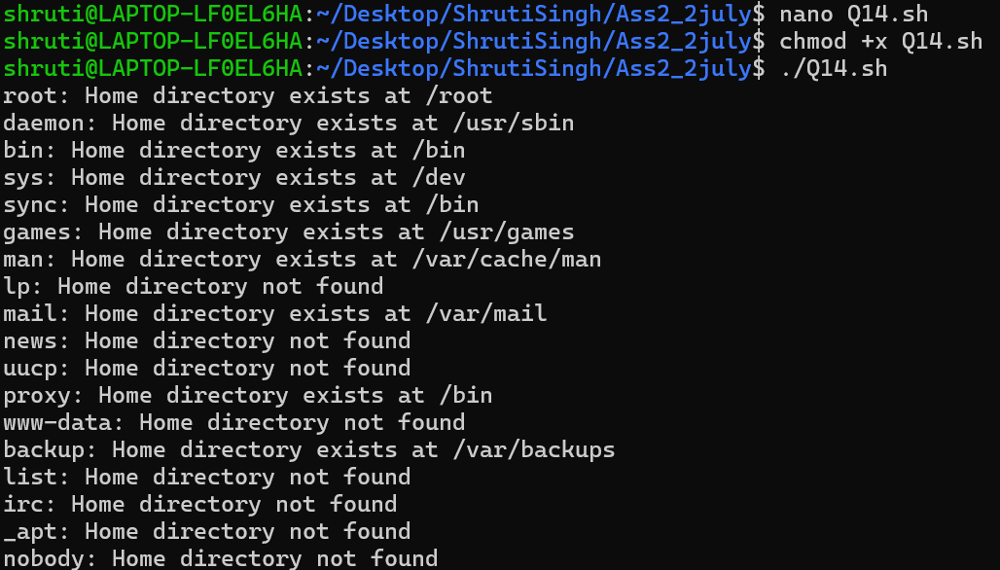 shruti@LAPTOP-LF0EL6HA:~/Desktop/ShrutiSingh/Ass2_2july$ nano Q14.sh
shruti@LAPTOP-LF0EL6HA:~/Desktop/ShrutiSingh/Ass2_2july$ chmod +x Q14.sh
shruti@LAPTOP-LF0EL6HA:~/Desktop/ShrutiSingh/Ass2_2july$ ./Q14.sh
root: Home directory exists at /root
daemon: Home directory exists at /usr/sbin
bin: Home directory exists at /bin
sys: Home directory exists at /dev
sync: Home directory exists at /bin
games: Home directory exists at /usr/games
man: Home directory exists at /var/cache/man
lp: Home directory not found
mail: Home directory exists at /var/mail
news: Home directory not found
uucp: Home directory not found
proxy: Home directory exists at /bin
www-data: Home directory not found
backup: Home directory exists at /var/backups
list: Home directory not found
irc: Home directory not found
_apt: Home directory not found
nobody: Home directory not found